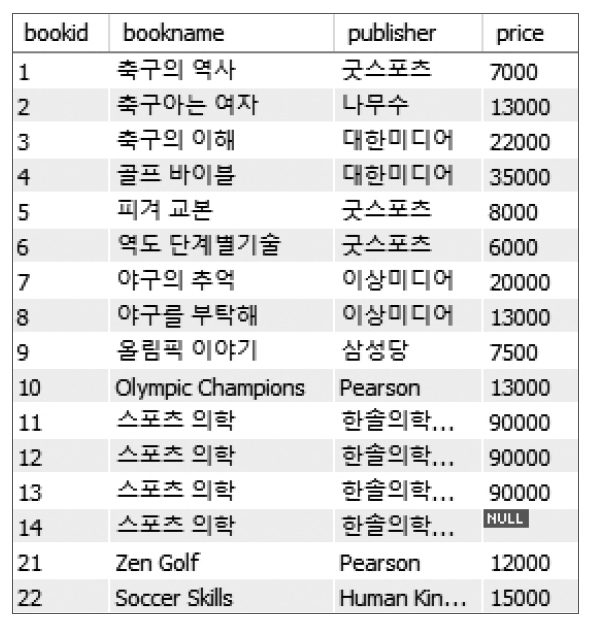 bookid bookname publisher price
1 축구의 역사 굿스포츠 7000
2 축구아는 여자 나무수 13000
3 축구의 이해 대한미디어 22000
4 골프 바이블 대한미디어 35000
5 피겨 교본 굿스포츠 8000
6 역도 단계별기술 굿스포츠 6000
7 야구의 추억 이상미디어 20000
8 야구를 부탁해 이상미디어 13000
9 올림픽 이야기 삼성당 7500
10 Olympic Champions Pearson 13000
11 스포츠 의학 한솔의학... 90000
12 스포츠 의학 한솔의학... 90000
13 스포츠 의학 한솔의학... 90000
14 스포츠 의학 한솔의학... NULL
21 Zen Golf Pearson 12000
22 Soccer Skills Human Kin... 15000